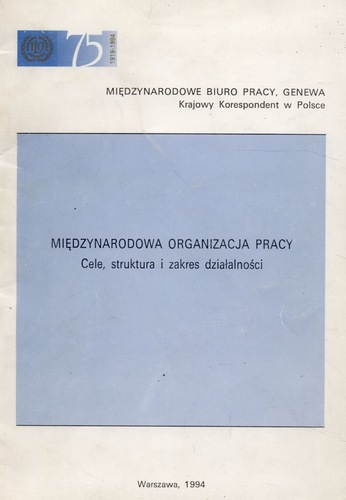 75
1919-1994
MIĘDZYNARODOWE BIURO PRACY, GENEWA
Krajowy Korespondent w Polsce
MIĘDZYNARODOWA ORGANIZACJA PRACY
Cele, struktura i zakres działalności
Warszawa, 1994